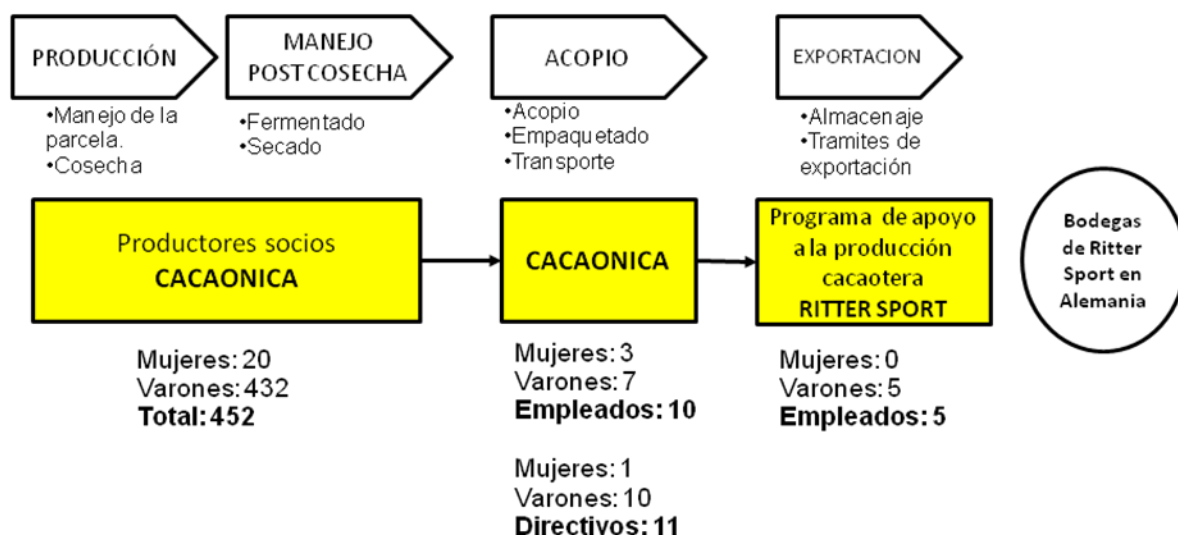 PRODUCCIÓN
•Manejo de la
parcela.
•Cosecha
MANEJO
POST COSECHA
•Fermentado
•Secado
ACOPIO
•Acopio
•Empaquetado
•Transporte
EXPORTACION
•Almacenaje
•Tramites de
exportación
Productores socios
CACAONICA
CACAONICA
Programa de apoyo
a la producción
cacaotera
RITTER SPORT
Bodegas
de Ritter
Sport en
Alemania
Mujeres: 20
Varones: 432
Total: 452
Mujeres: 3
Varones: 7
Empleados: 10
Mujeres: 1
Varones: 10
Directivos: 11
Mujeres: 0
Varones: 5
Empleados: 5